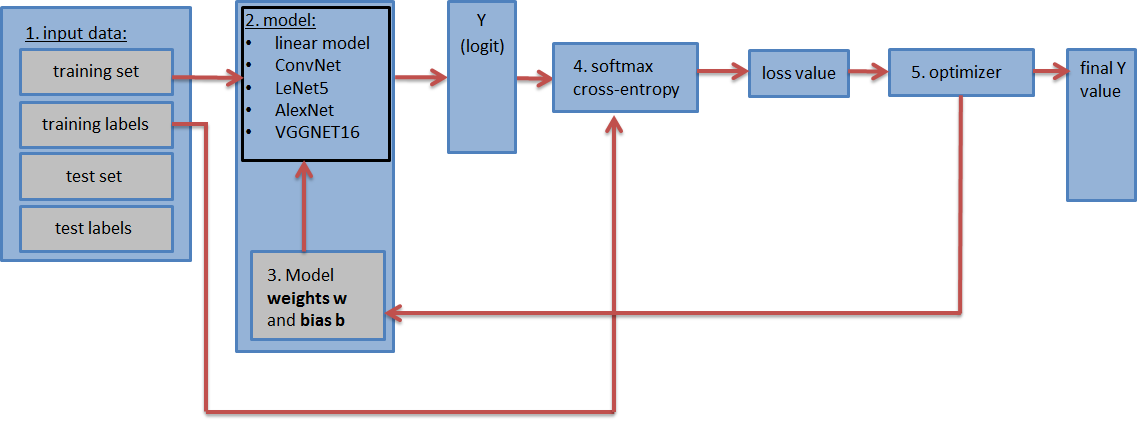 1. input data:
training set
training labels
test set
test labels
2. model:
• linear model
• ConvNet
• LeNet5
• AlexNet
• VGGNET16
3. Model
weights w
and bias b
Y
(logit)
4. softmax
cross-entropy
loss value
5. optimizer
final Y
value